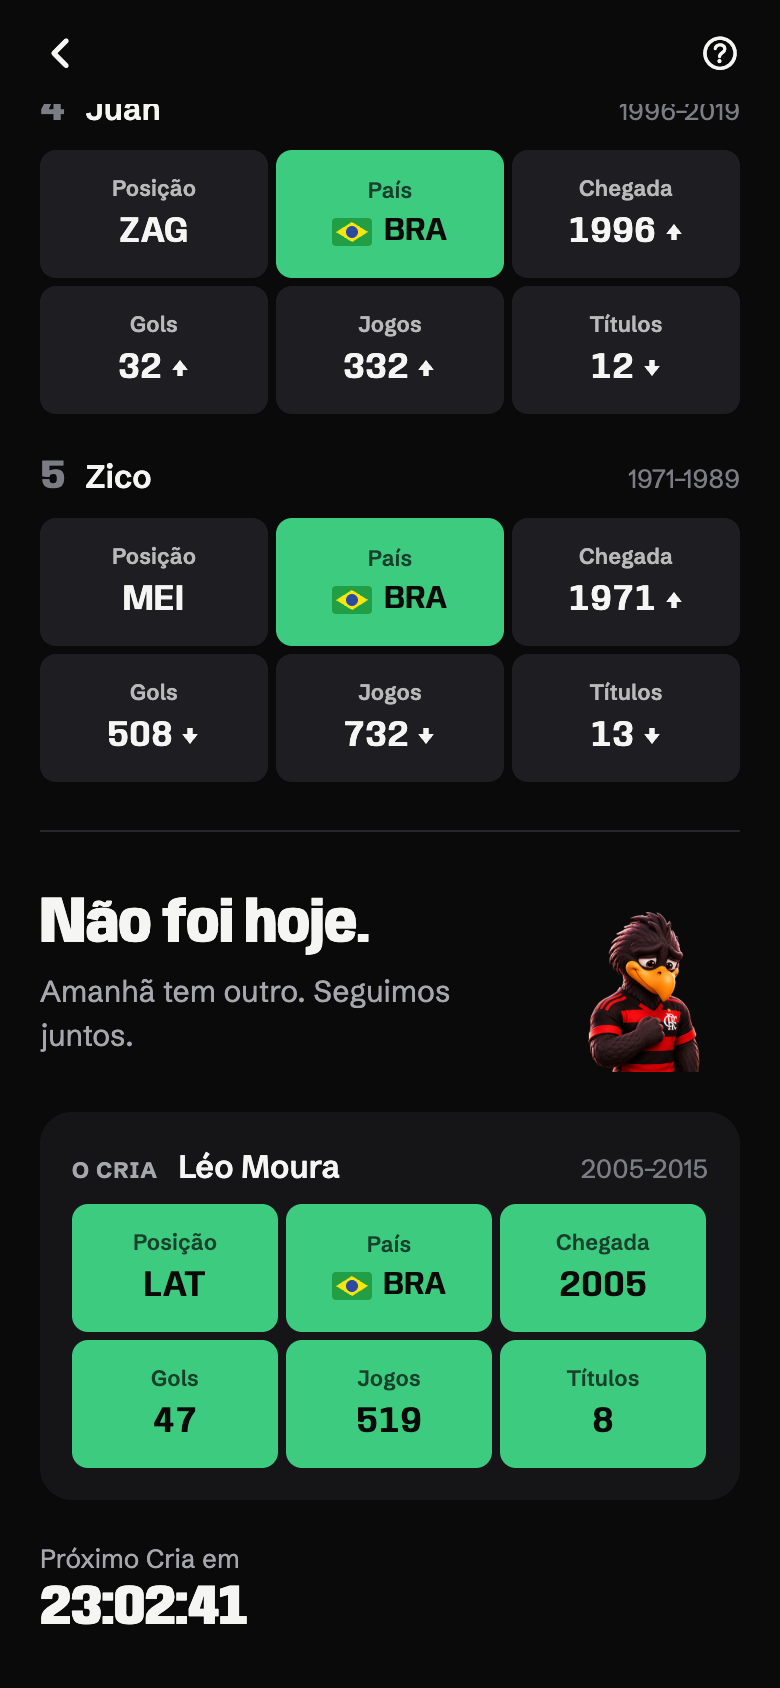 4 Juan 1996-2019
Posição País Chegada
ZAG BRA 1996
Gols Jogos Títulos
32 332 12
5 Zico 1971-1989
Posição País Chegada
MEI BRA 1971
Gols Jogos Títulos
508 732 13
Não foi hoje.
Amanhã tem outro. Seguimos
juntos.
O CRIA Léo Moura 2005-2015
Posição País Chegada
LAT BRA 2005
Gols Jogos Títulos
47 519 8
Próximo Cria em
23:02:41